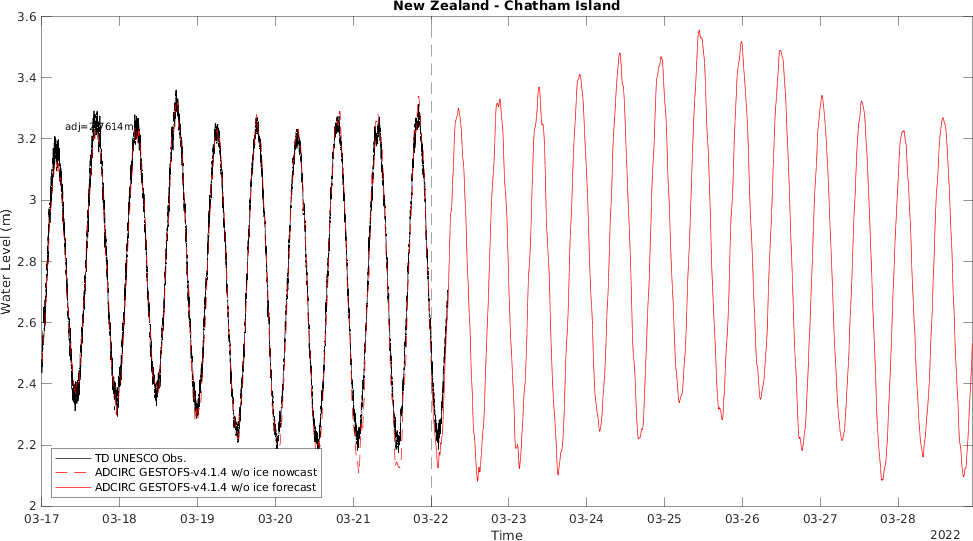 New Zealand - Chatham Island
3.6
3.4
3.2
3
2.8
2.6
2.4
2.2
2
Water Level (m)
adj=2.7614m
TD UNESCO Obs.
ADCIRC GESTOFS-v4.1.4 w/o ice nowcast
ADCIRC GESTOFS-v4.1.4 w/o ice forecast
03-17 03-18 03-19 03-20 03-21 03-22 03-23 03-24 03-25 03-26 03-27 03-28
Time
2022